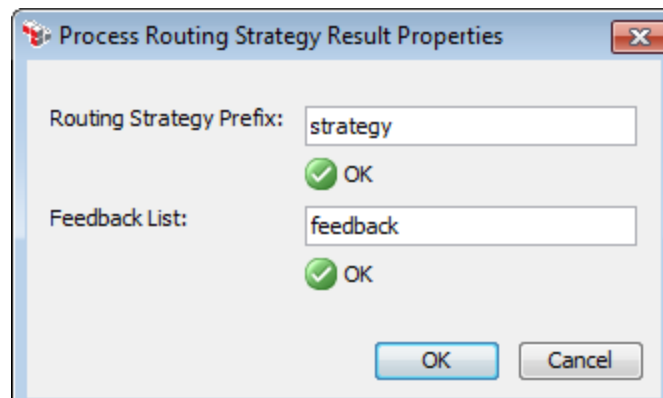 Process Routing Strategy Result Properties
Routing Strategy Prefix: strategy
OK
Feedback List: feedback
OK
OK Cancel